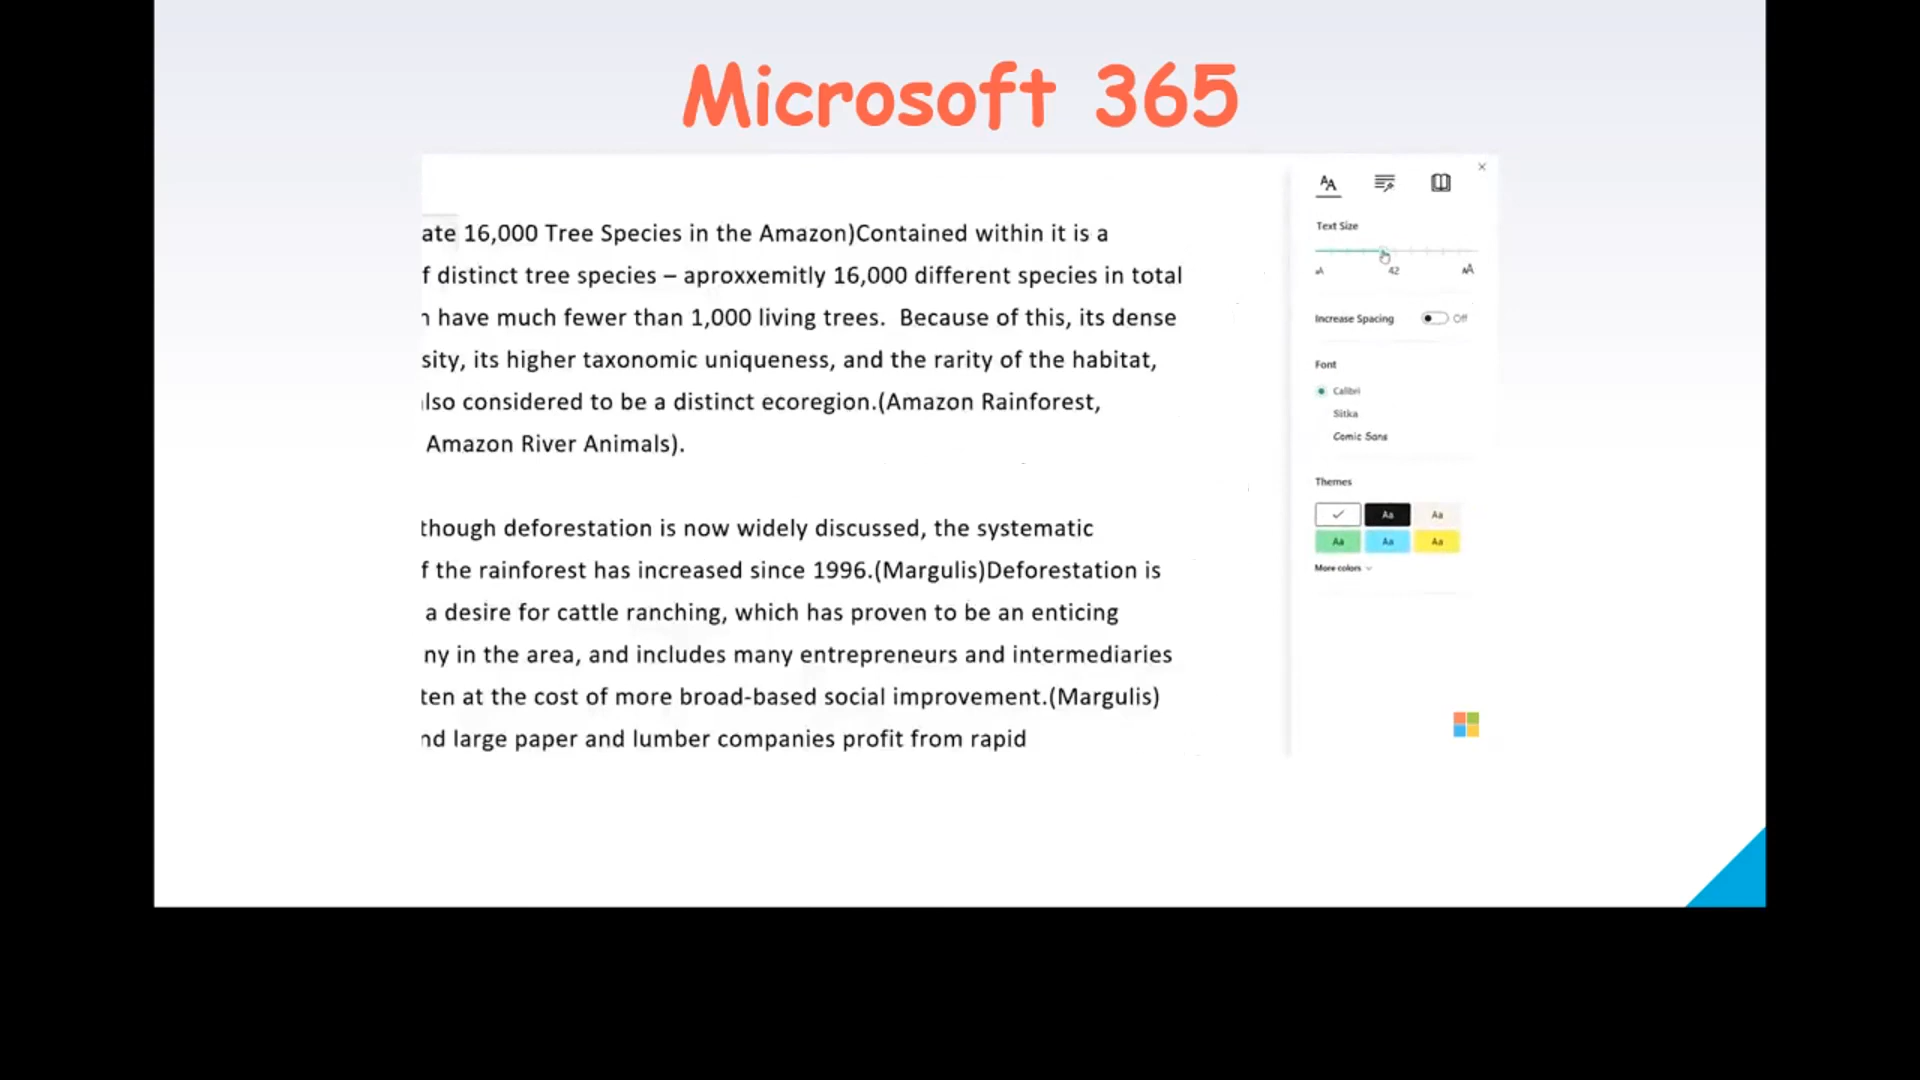 Microsoft 365
ate 16,000 Tree Species in the Amazon)Contained within it is a
f distinct tree species – aproxxemitly 16,000 different species in total
have much fewer than 1,000 living trees. Because of this, its dense
sity, its higher taxonomic uniqueness, and the rarity of the habitat,
lso considered to be a distinct ecoregion.(Amazon Rainforest,
Amazon River Animals).
though deforestation is now widely discussed, the systematic
f the rainforest has increased since 1996.(Margulis)Deforestation is
a desire for cattle ranching, which has proven to be an enticing
ny in the area, and includes many entrepreneurs and intermediaries
ten at the cost of more broad-based social improvement.(Margulis)
nd large paper and lumber companies profit from rapid
AA
Text Size
AA 42 AA
Increase Spacing Off
Font
Calibri
Sitka
Comic Sans
Themes
Aa Aa
Aa Aa Aa
More colors